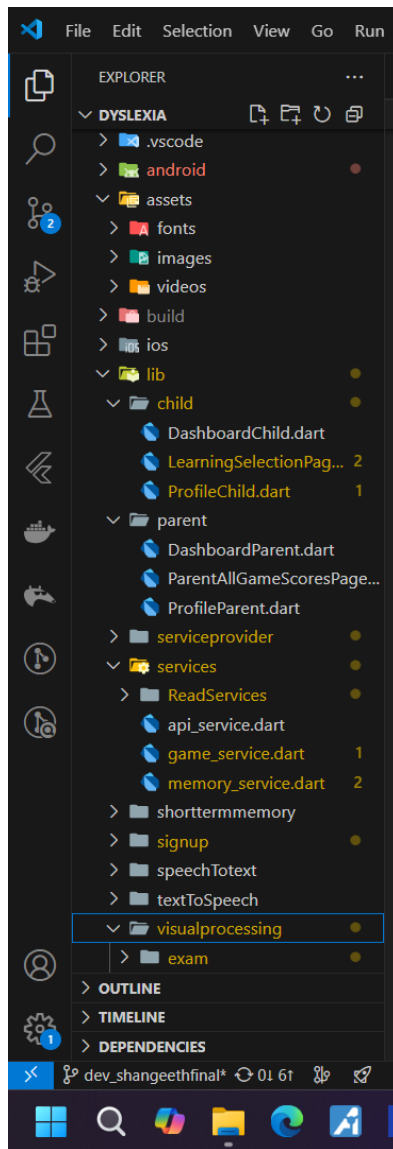 File Edit Selection View Go Run
EXPLORER ...
DYSLEXIA
.vscode
android
assets
fonts
images
videos
build
ios
lib
child
DashboardChild.dart
LearningSelectionPag... 2
ProfileChild.dart 1
parent
DashboardParent.dart
ParentAllGameScoresPage...
ProfileParent.dart
serviceprovider
services
ReadServices
api_service.dart
game_service.dart 1
memory_service.dart 2
shorttermmemory
signup
speechTotext
textToSpeech
visualprocessing
exam
OUTLINE
TIMELINE
DEPENDENCIES
2
1
dev_shangeethfinal* 0↓ 6↑